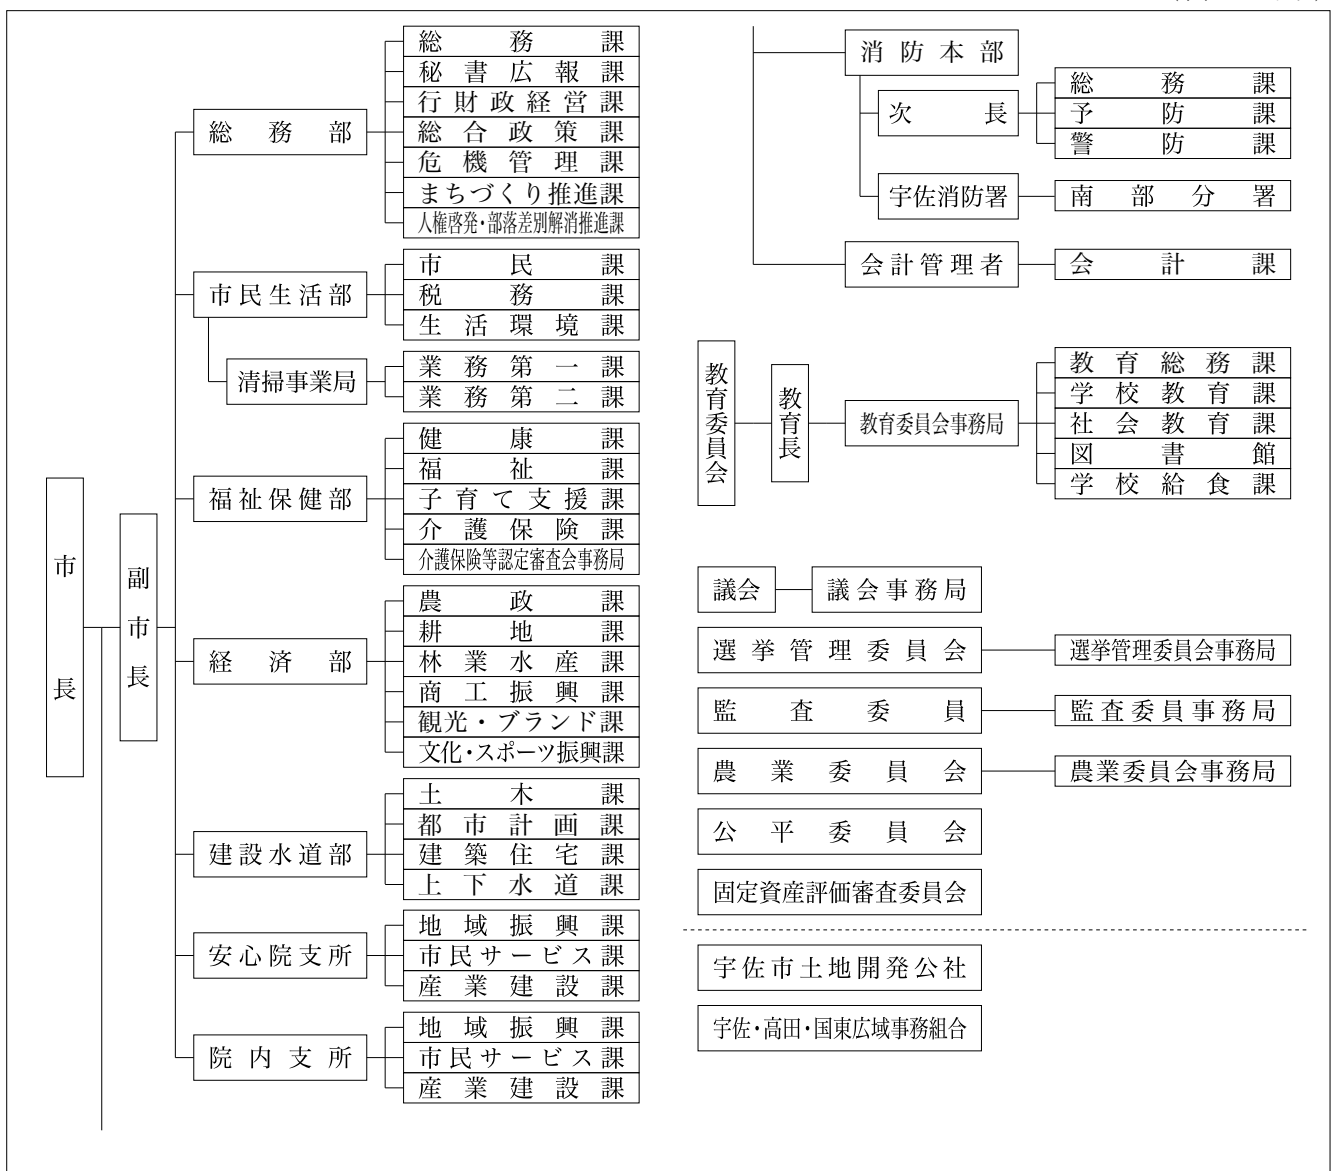 市長
副市長
総務部
総務課
秘書広報課
行財政経営課
総合政策課
危機管理課
まちづくり推進課
人権啓発・部落差別解消推進課
市民生活部
市民課
税務課
生活環境課
清掃事業局
業務第一課
業務第二課
福祉保健部
健康課
福祉課
子育て支援課
介護保険課
介護保険等認定審査会事務局
経済部
農政課
耕地課
林業水産課
商工振興課
観光・ブランド課
文化・スポーツ振興課
建設水道部
土木課
都市計画課
建築住宅課
上下水道課
安心院支所
地域振興課
市民サービス課
産業建設課
院内支所
地域振興課
市民サービス課
産業建設課
消防本部
次長
総務課
予防課
警防課
宇佐消防署
南部分署
会計管理者
会計課
教育委員会
教育長
教育委員会事務局
教育総務課
学校教育課
社会教育課
図書館
学校給食課
議会
議会事務局
選挙管理委員会
選挙管理委員会事務局
監査委員
監査委員事務局
農業委員会
農業委員会事務局
公平委員会
固定資産評価審査委員会
宇佐市土地開発公社
宇佐・高田・国東広域事務組合